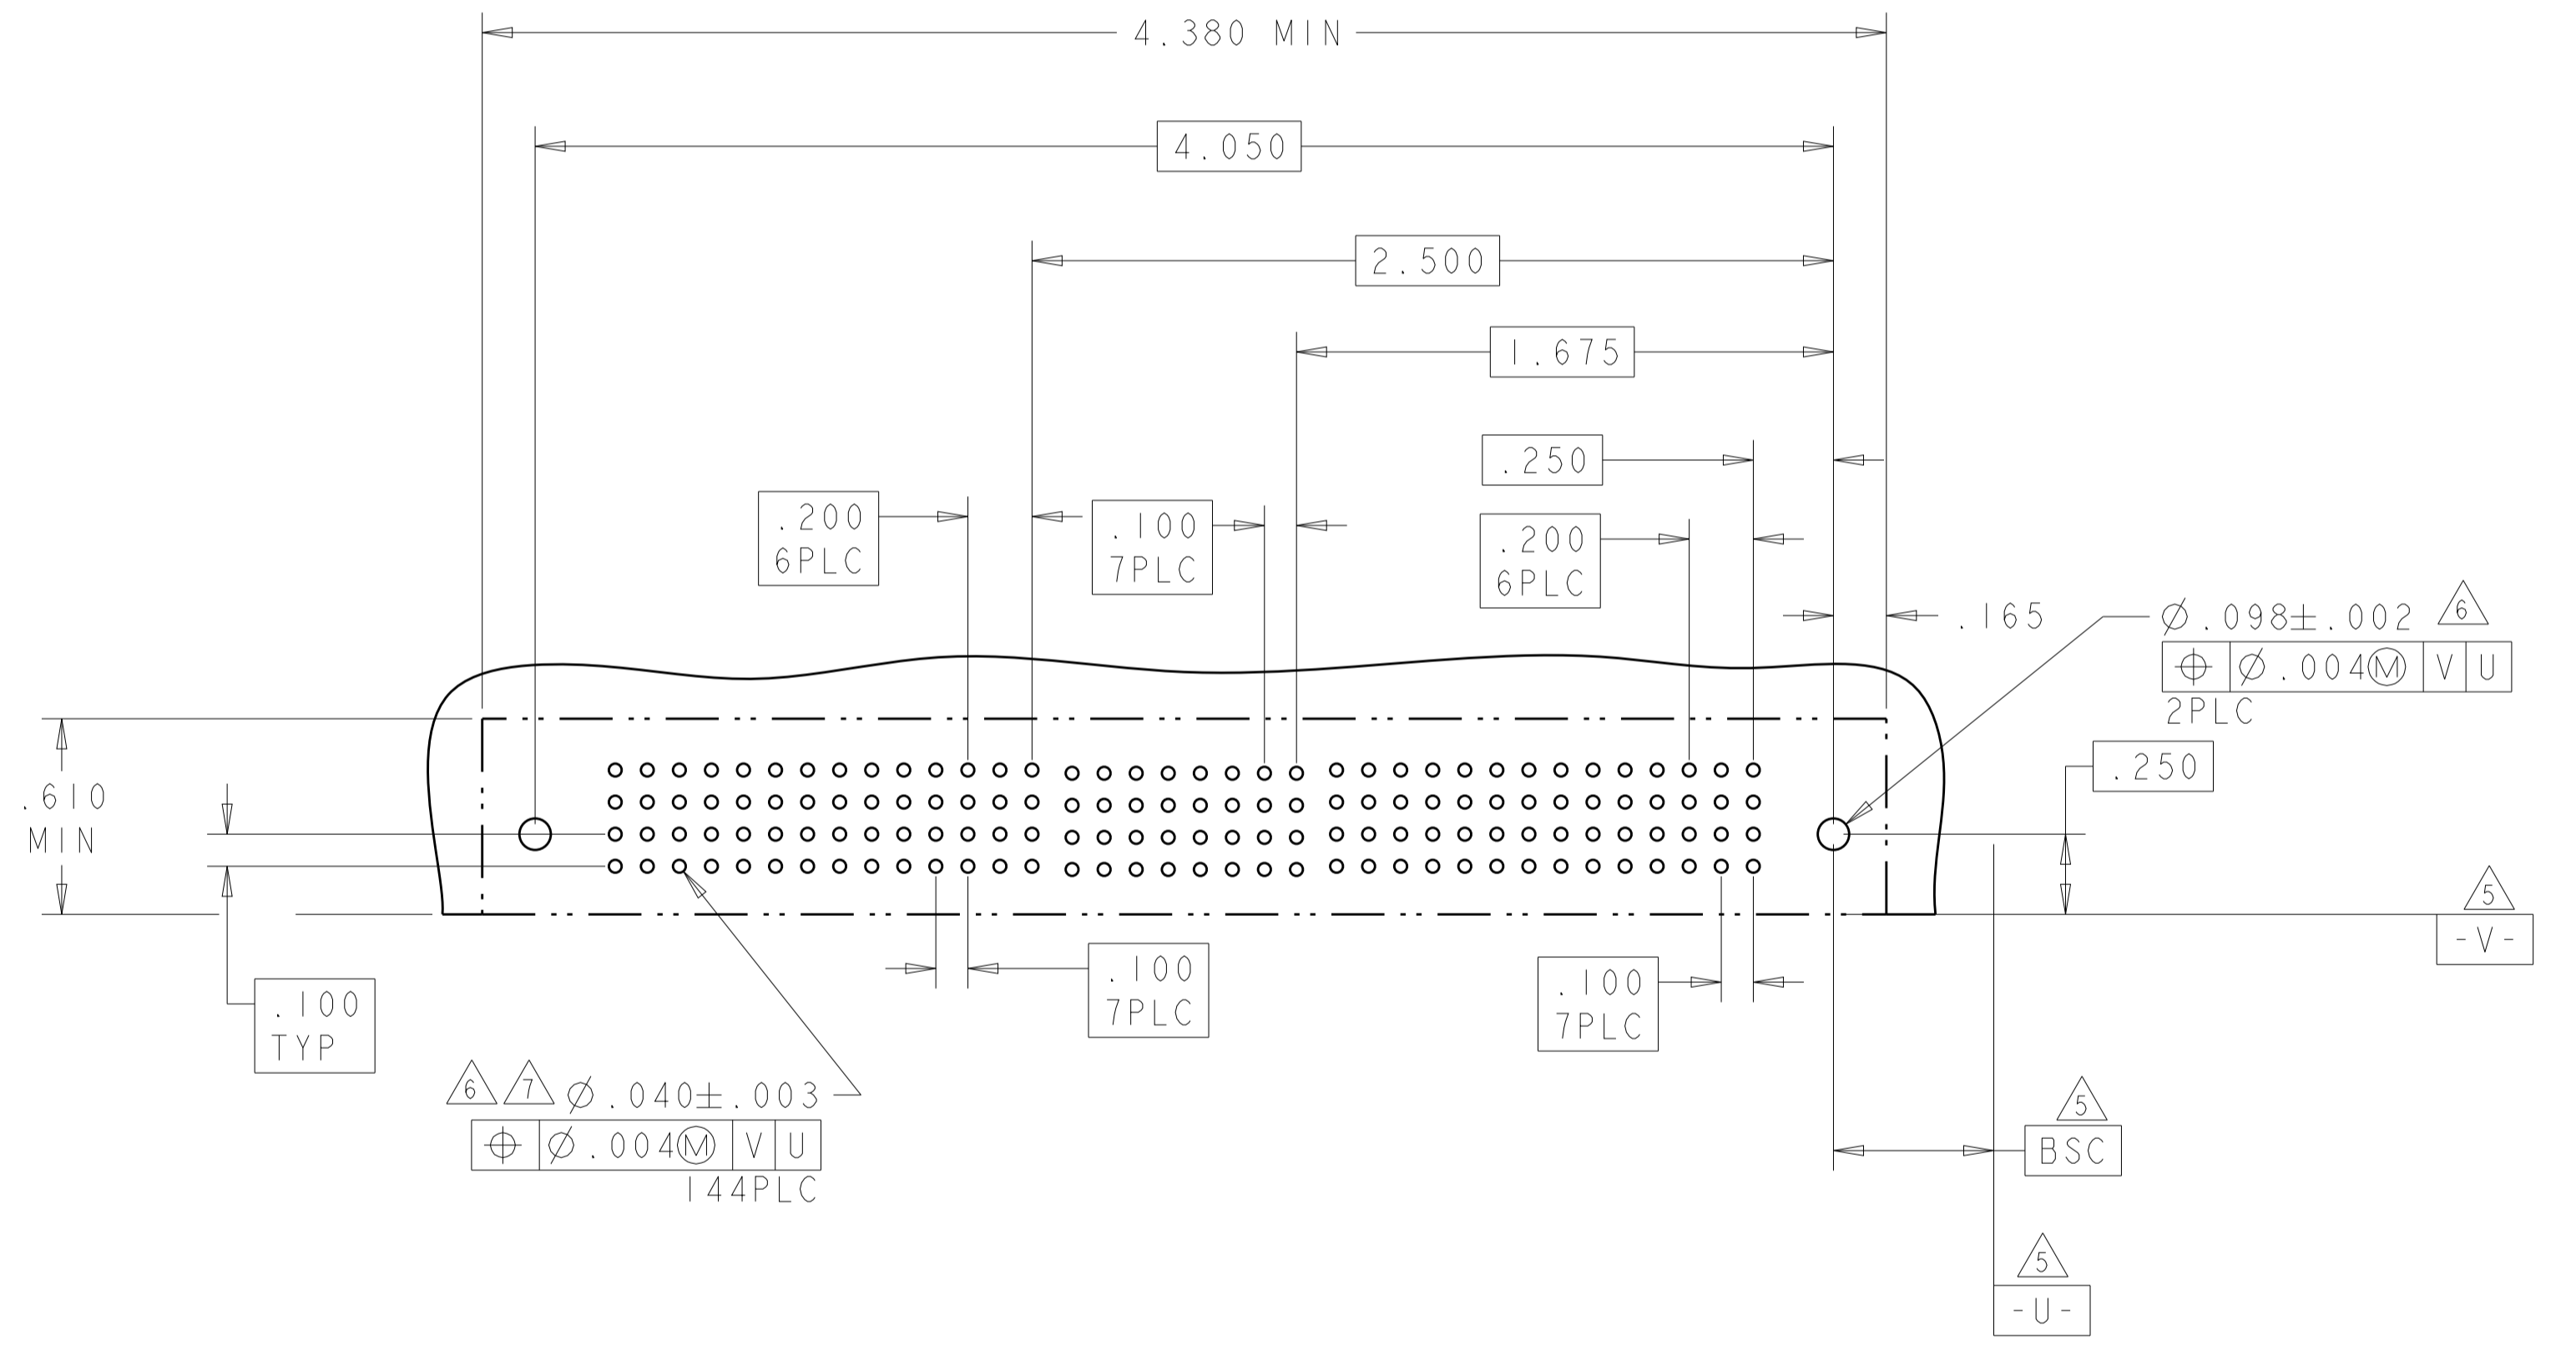 4.380 MIN
4.050
2.500
1.675
.250
.200
6PLC
.100
7PLC
.200
6PLC
.165
Ø.098±.002 6
⌖ Ø.004Ⓜ V U
2PLC
.250
.610
MIN
5
-V-
.100
TYP
.100
7PLC
.100
7PLC
6 7 Ø.040±.003
⌖ Ø.004Ⓜ V U
144PLC
5
BSC
5
-U-